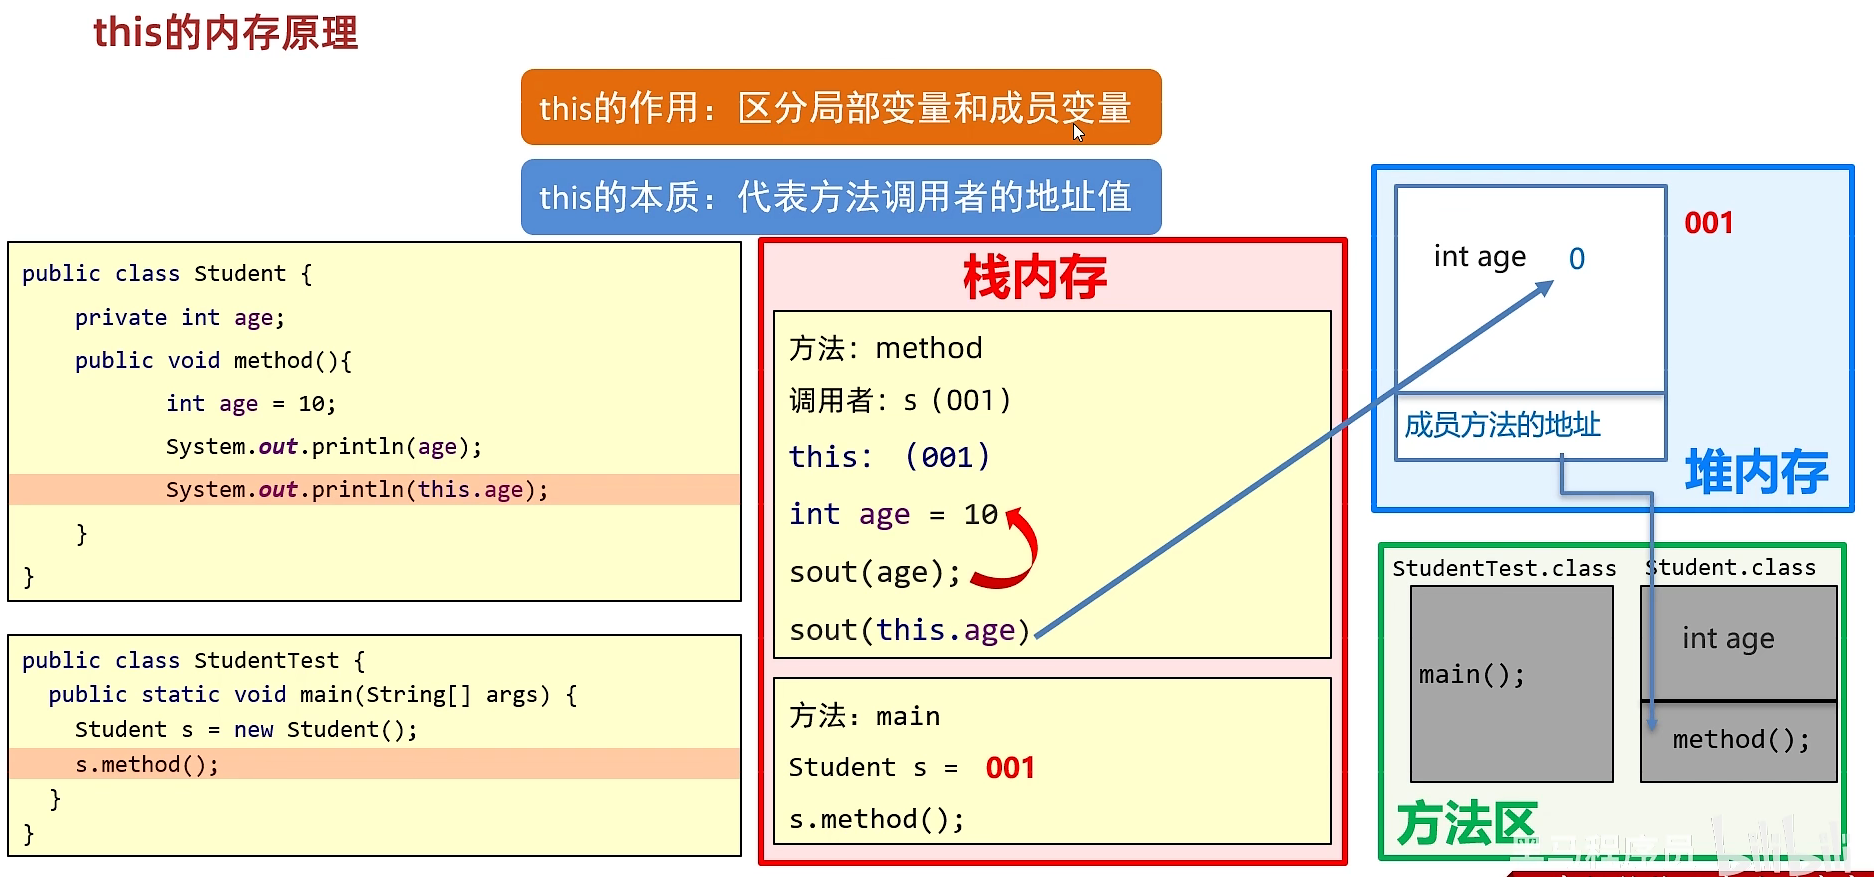 this的内存原理
this的作用：区分局部变量和成员变量
this的本质：代表方法调用者的地址值
public class Student {
private int age;
public void method(){
int age = 10;
System.out.println(age);
System.out.println(this.age);
}
}
public class StudentTest {
public static void main(String[] args) {
Student s = new Student();
s.method();
}
}
栈内存
方法：method
调用者：s（001）
this：（001）
int age = 10
sout(age);
sout(this.age)
方法：main
Student s = 001
s.method();
001
int age 0
成员方法的地址
堆内存
StudentTest.class
main();
Student.class
int age
method();
方法区
黑马程序员
bilibili